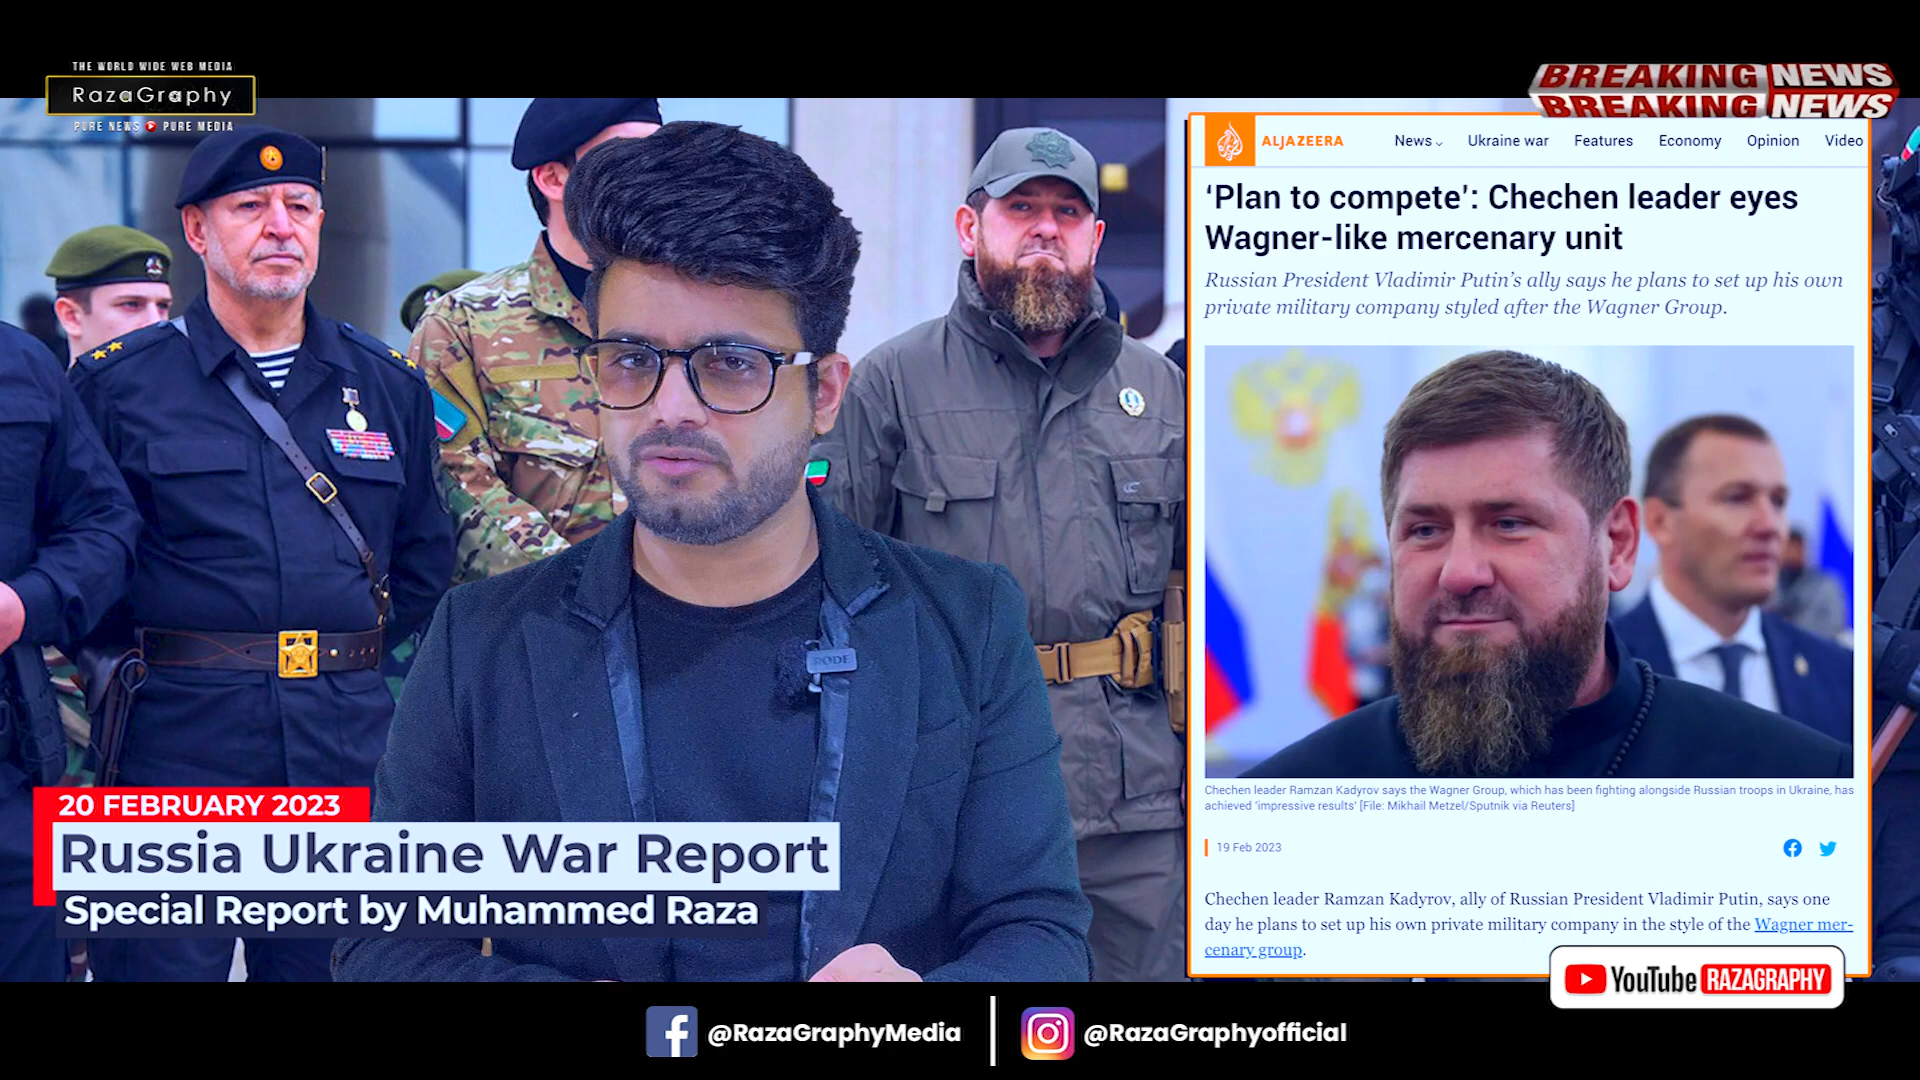 THE WORLD WIDE WEB MEDIA
RazaGraphy
PURE NEWS PURE MEDIA
BREAKING NEWS
BREAKING NEWS
ALJAZEERA
News Ukraine war Features Economy Opinion Video
‘Plan to compete’: Chechen leader eyes
Wagner-like mercenary unit
Russian President Vladimir Putin’s ally says he plans to set up his own
private military company styled after the Wagner Group.
RØDE
Chechen leader Ramzan Kadyrov says the Wagner Group, which has been fighting alongside Russian troops in Ukraine, has
achieved ‘impressive results’ [File: Mikhail Metzel/Sputnik via Reuters]
19 Feb 2023
Chechen leader Ramzan Kadyrov, ally of Russian President Vladimir Putin, says one
day he plans to set up his own private military company in the style of the Wagner mer-
cenary group.
20 FEBRUARY 2023
Russia Ukraine War Report
Special Report by Muhammed Raza
YouTube RAZAGRAPHY
@RazaGraphyMedia
@RazaGraphyofficial